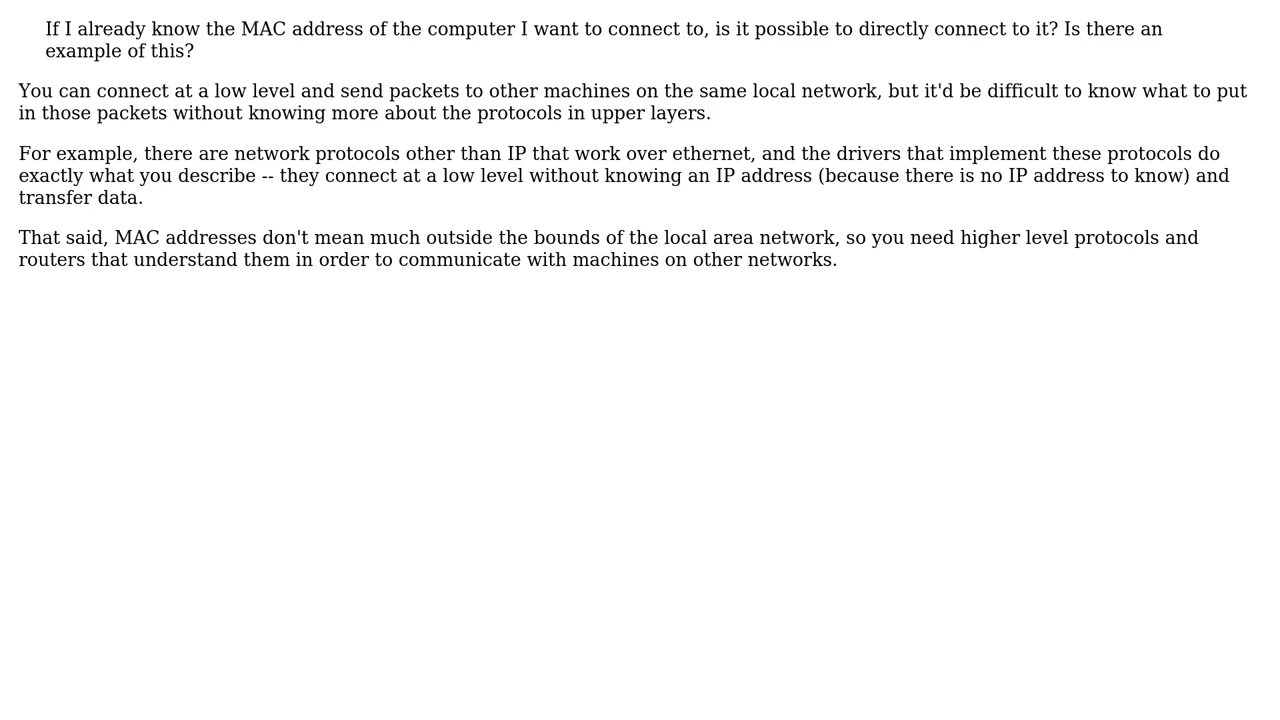 If I already know the MAC address of the computer I want to connect to, is it possible to directly connect to it? Is there an
example of this?
You can connect at a low level and send packets to other machines on the same local network, but it'd be difficult to know what to put
in those packets without knowing more about the protocols in upper layers.
For example, there are network protocols other than IP that work over ethernet, and the drivers that implement these protocols do
exactly what you describe -- they connect at a low level without knowing an IP address (because there is no IP address to know) and
transfer data.
That said, MAC addresses don't mean much outside the bounds of the local area network, so you need higher level protocols and
routers that understand them in order to communicate with machines on other networks.